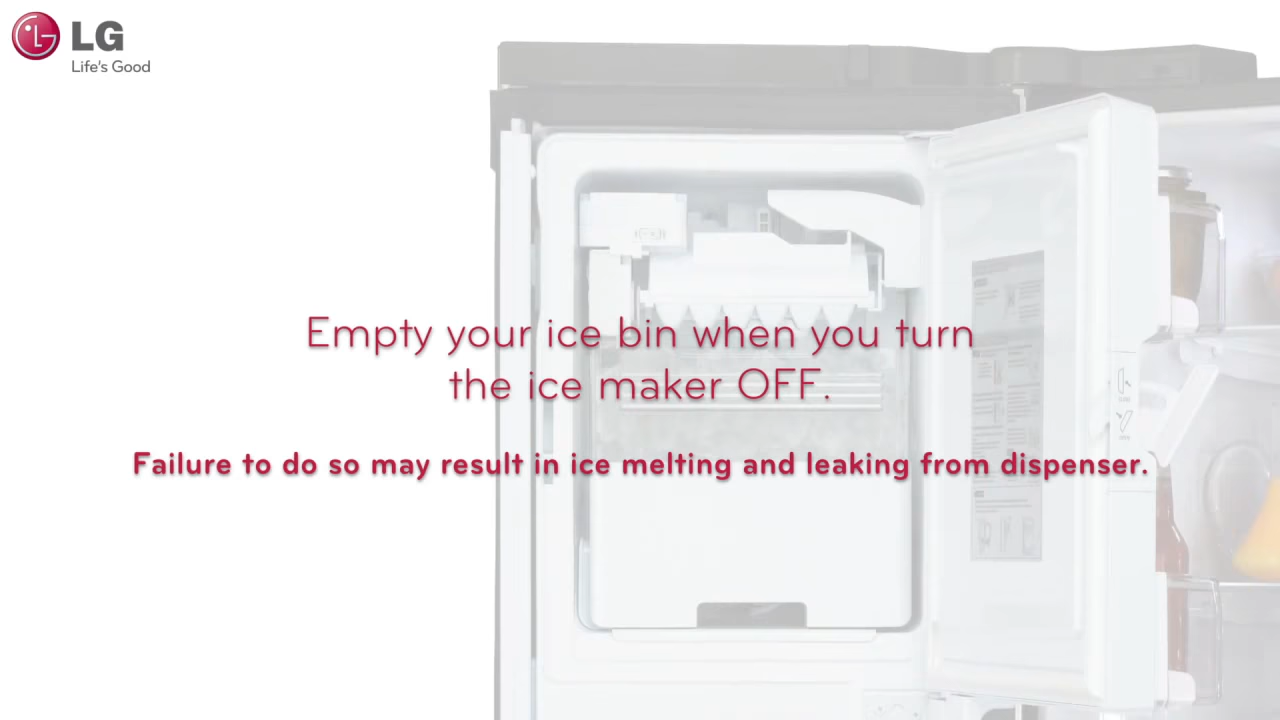 LG
Life's Good
Empty your ice bin when you turn
the ice maker OFF.
Failure to do so may result in ice melting and leaking from dispenser.